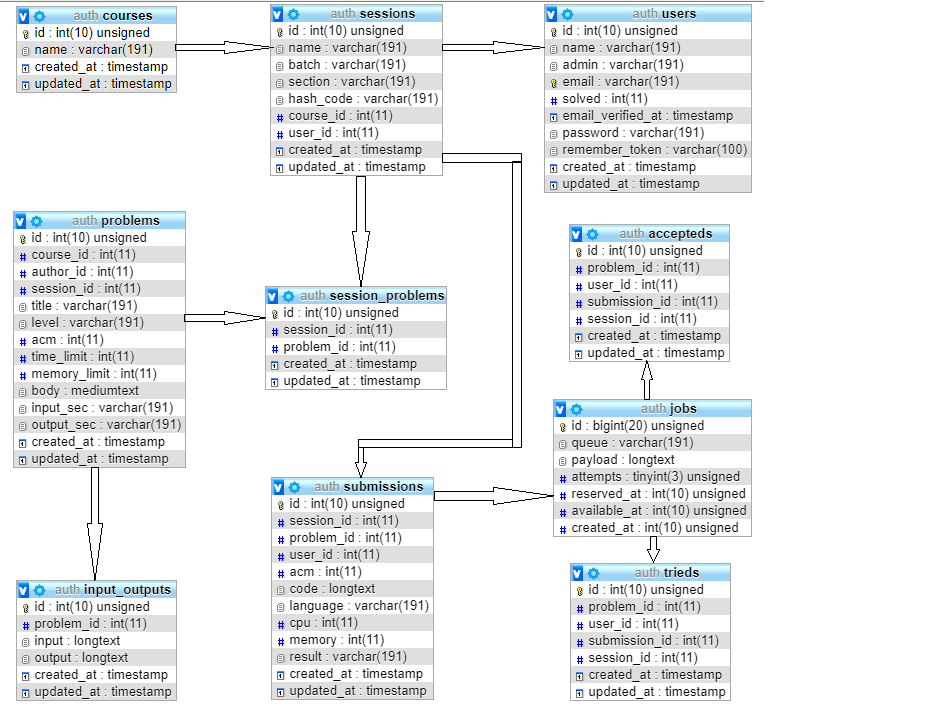 auth courses
id : int(10) unsigned
name : varchar(191)
created_at : timestamp
updated_at : timestamp
auth sessions
id : int(10) unsigned
name : varchar(191)
batch : varchar(191)
section : varchar(191)
hash_code : varchar(191)
course_id : int(11)
user_id : int(11)
created_at : timestamp
updated_at : timestamp
auth users
id : int(10) unsigned
name : varchar(191)
admin : varchar(191)
email : varchar(191)
solved : int(11)
email_verified_at : timestamp
password : varchar(191)
remember_token : varchar(100)
created_at : timestamp
updated_at : timestamp
auth problems
id : int(10) unsigned
course_id : int(11)
author_id : int(11)
session_id : int(11)
title : varchar(191)
level : varchar(191)
acm : int(11)
time_limit : int(11)
memory_limit : int(11)
body : mediumtext
input_sec : varchar(191)
output_sec : varchar(191)
created_at : timestamp
updated_at : timestamp
auth session_problems
id : int(10) unsigned
session_id : int(11)
problem_id : int(11)
created_at : timestamp
updated_at : timestamp
auth accepteds
id : int(10) unsigned
problem_id : int(11)
user_id : int(11)
submission_id : int(11)
session_id : int(11)
created_at : timestamp
updated_at : timestamp
auth jobs
id : bigint(20) unsigned
queue : varchar(191)
payload : longtext
attempts : tinyint(3) unsigned
reserved_at : int(10) unsigned
available_at : int(10) unsigned
created_at : int(10) unsigned
auth input_outputs
id : int(10) unsigned
problem_id : int(11)
input : longtext
output : longtext
created_at : timestamp
updated_at : timestamp
auth submissions
id : int(10) unsigned
session_id : int(11)
problem_id : int(11)
user_id : int(11)
acm : int(11)
code : longtext
language : varchar(191)
cpu : int(11)
memory : int(11)
result : varchar(191)
created_at : timestamp
updated_at : timestamp
auth trieds
id : int(10) unsigned
problem_id : int(11)
user_id : int(11)
submission_id : int(11)
session_id : int(11)
created_at : timestamp
updated_at : timestamp